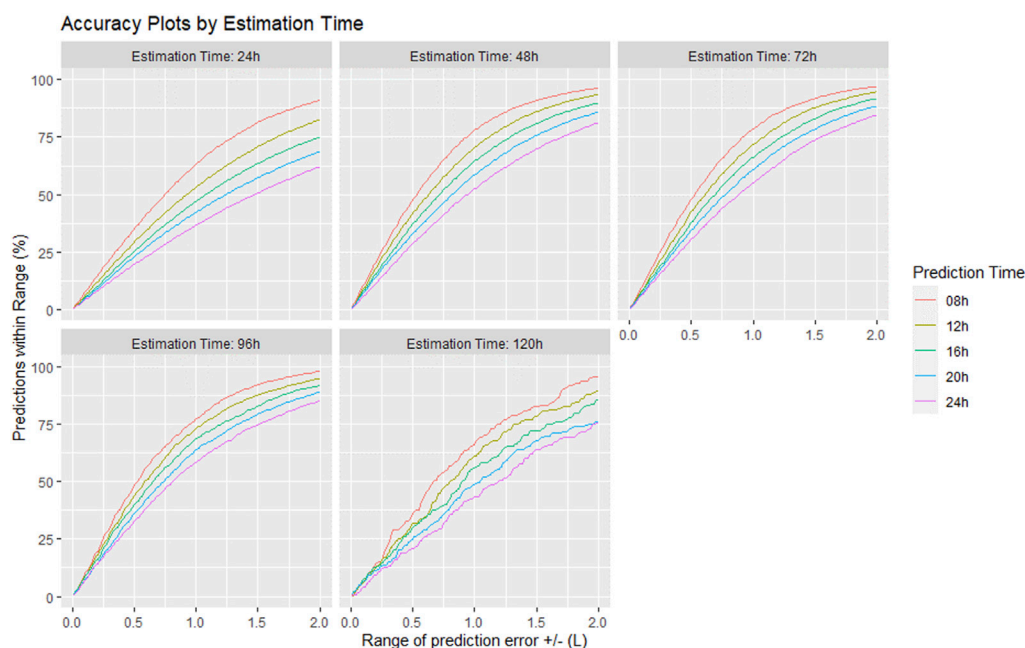 Accuracy Plots by Estimation Time
Estimation Time: 24h
Estimation Time: 48h
Estimation Time: 72h
100
75
50
25
0
0.0 0.5 1.0 1.5 2.0
Estimation Time: 96h
Estimation Time: 120h
100
75
50
25
0
0.0 0.5 1.0 1.5 2.0
0.0 0.5 1.0 1.5 2.0
Predictions within Range (%)
Range of prediction error +/- (L)
Prediction Time
08h
12h
16h
20h
24h